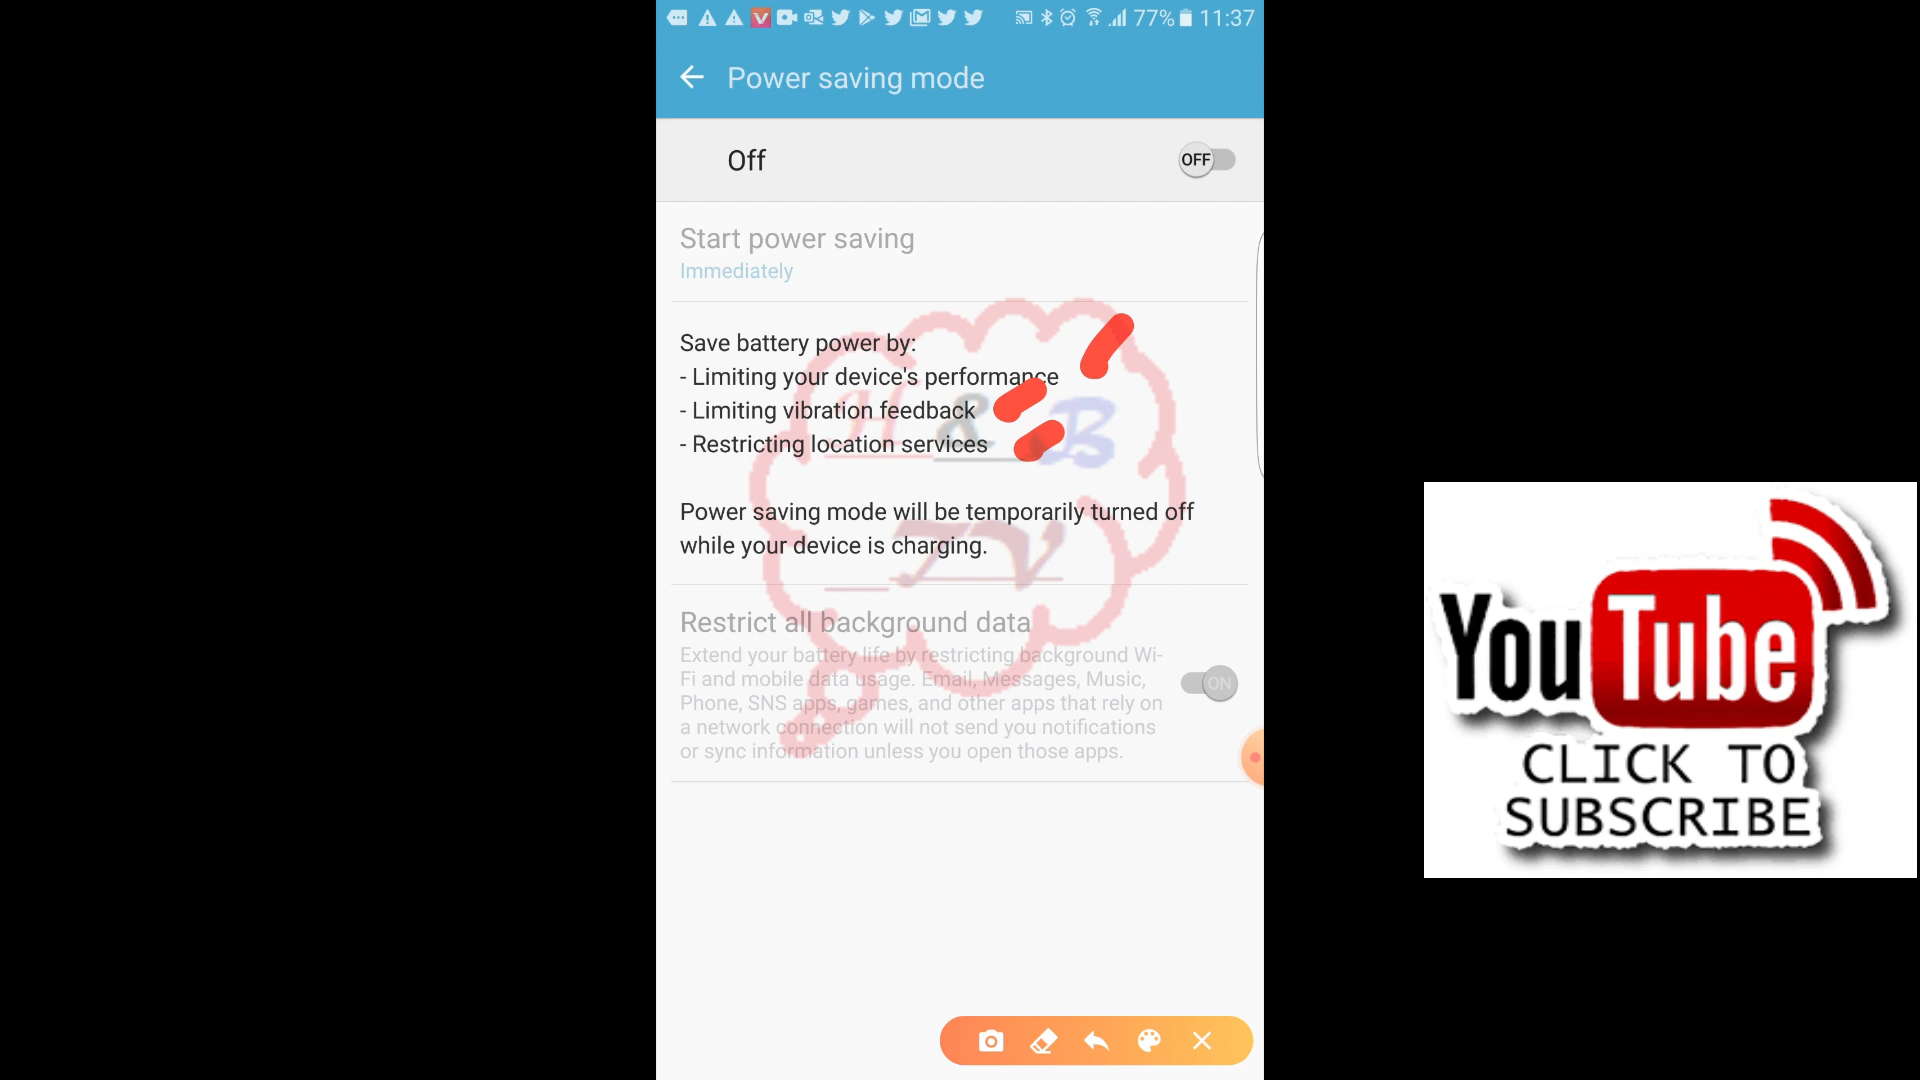 77% 11:37
Power saving mode
Off
OFF
Start power saving
Immediately
Save battery power by:
- Limiting your device's performance
- Limiting vibration feedback
- Restricting location services
H & B
TV
Power saving mode will be temporarily turned off
while your device is charging.
Restrict all background data
Extend your battery life by restricting background Wi-
Fi and mobile data usage. Email, Messages, Music,
Phone, SNS apps, games, and other apps that rely on
a network connection will not send you notifications
or sync information unless you open those apps.
ON
YouTube
CLICK TO
SUBSCRIBE